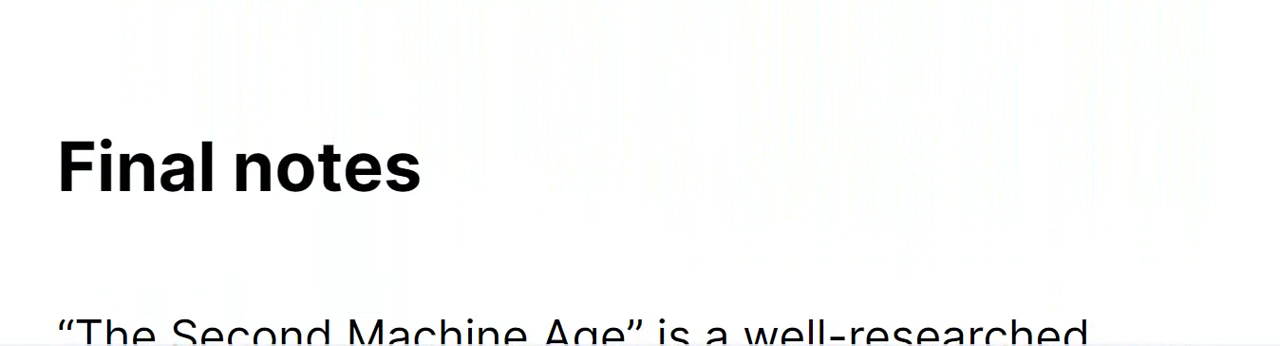 Final notes
“The Second Machine Age” is a well-researched